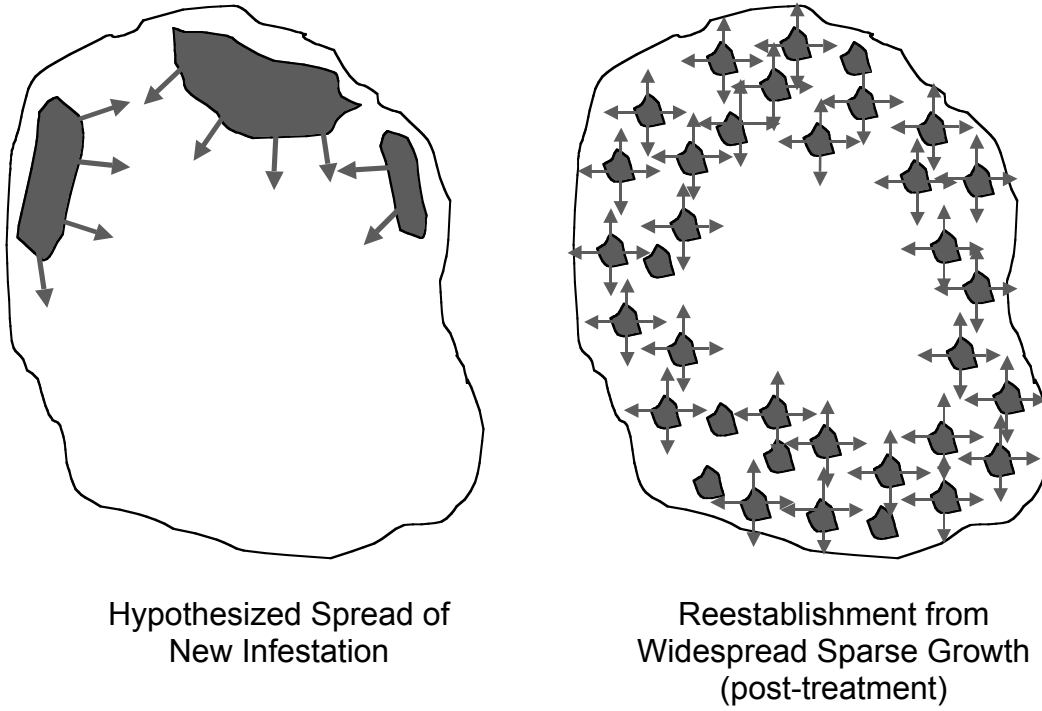 Hypothesized Spread of
New Infestation
Reestablishment from
Widespread Sparse Growth
(post-treatment)